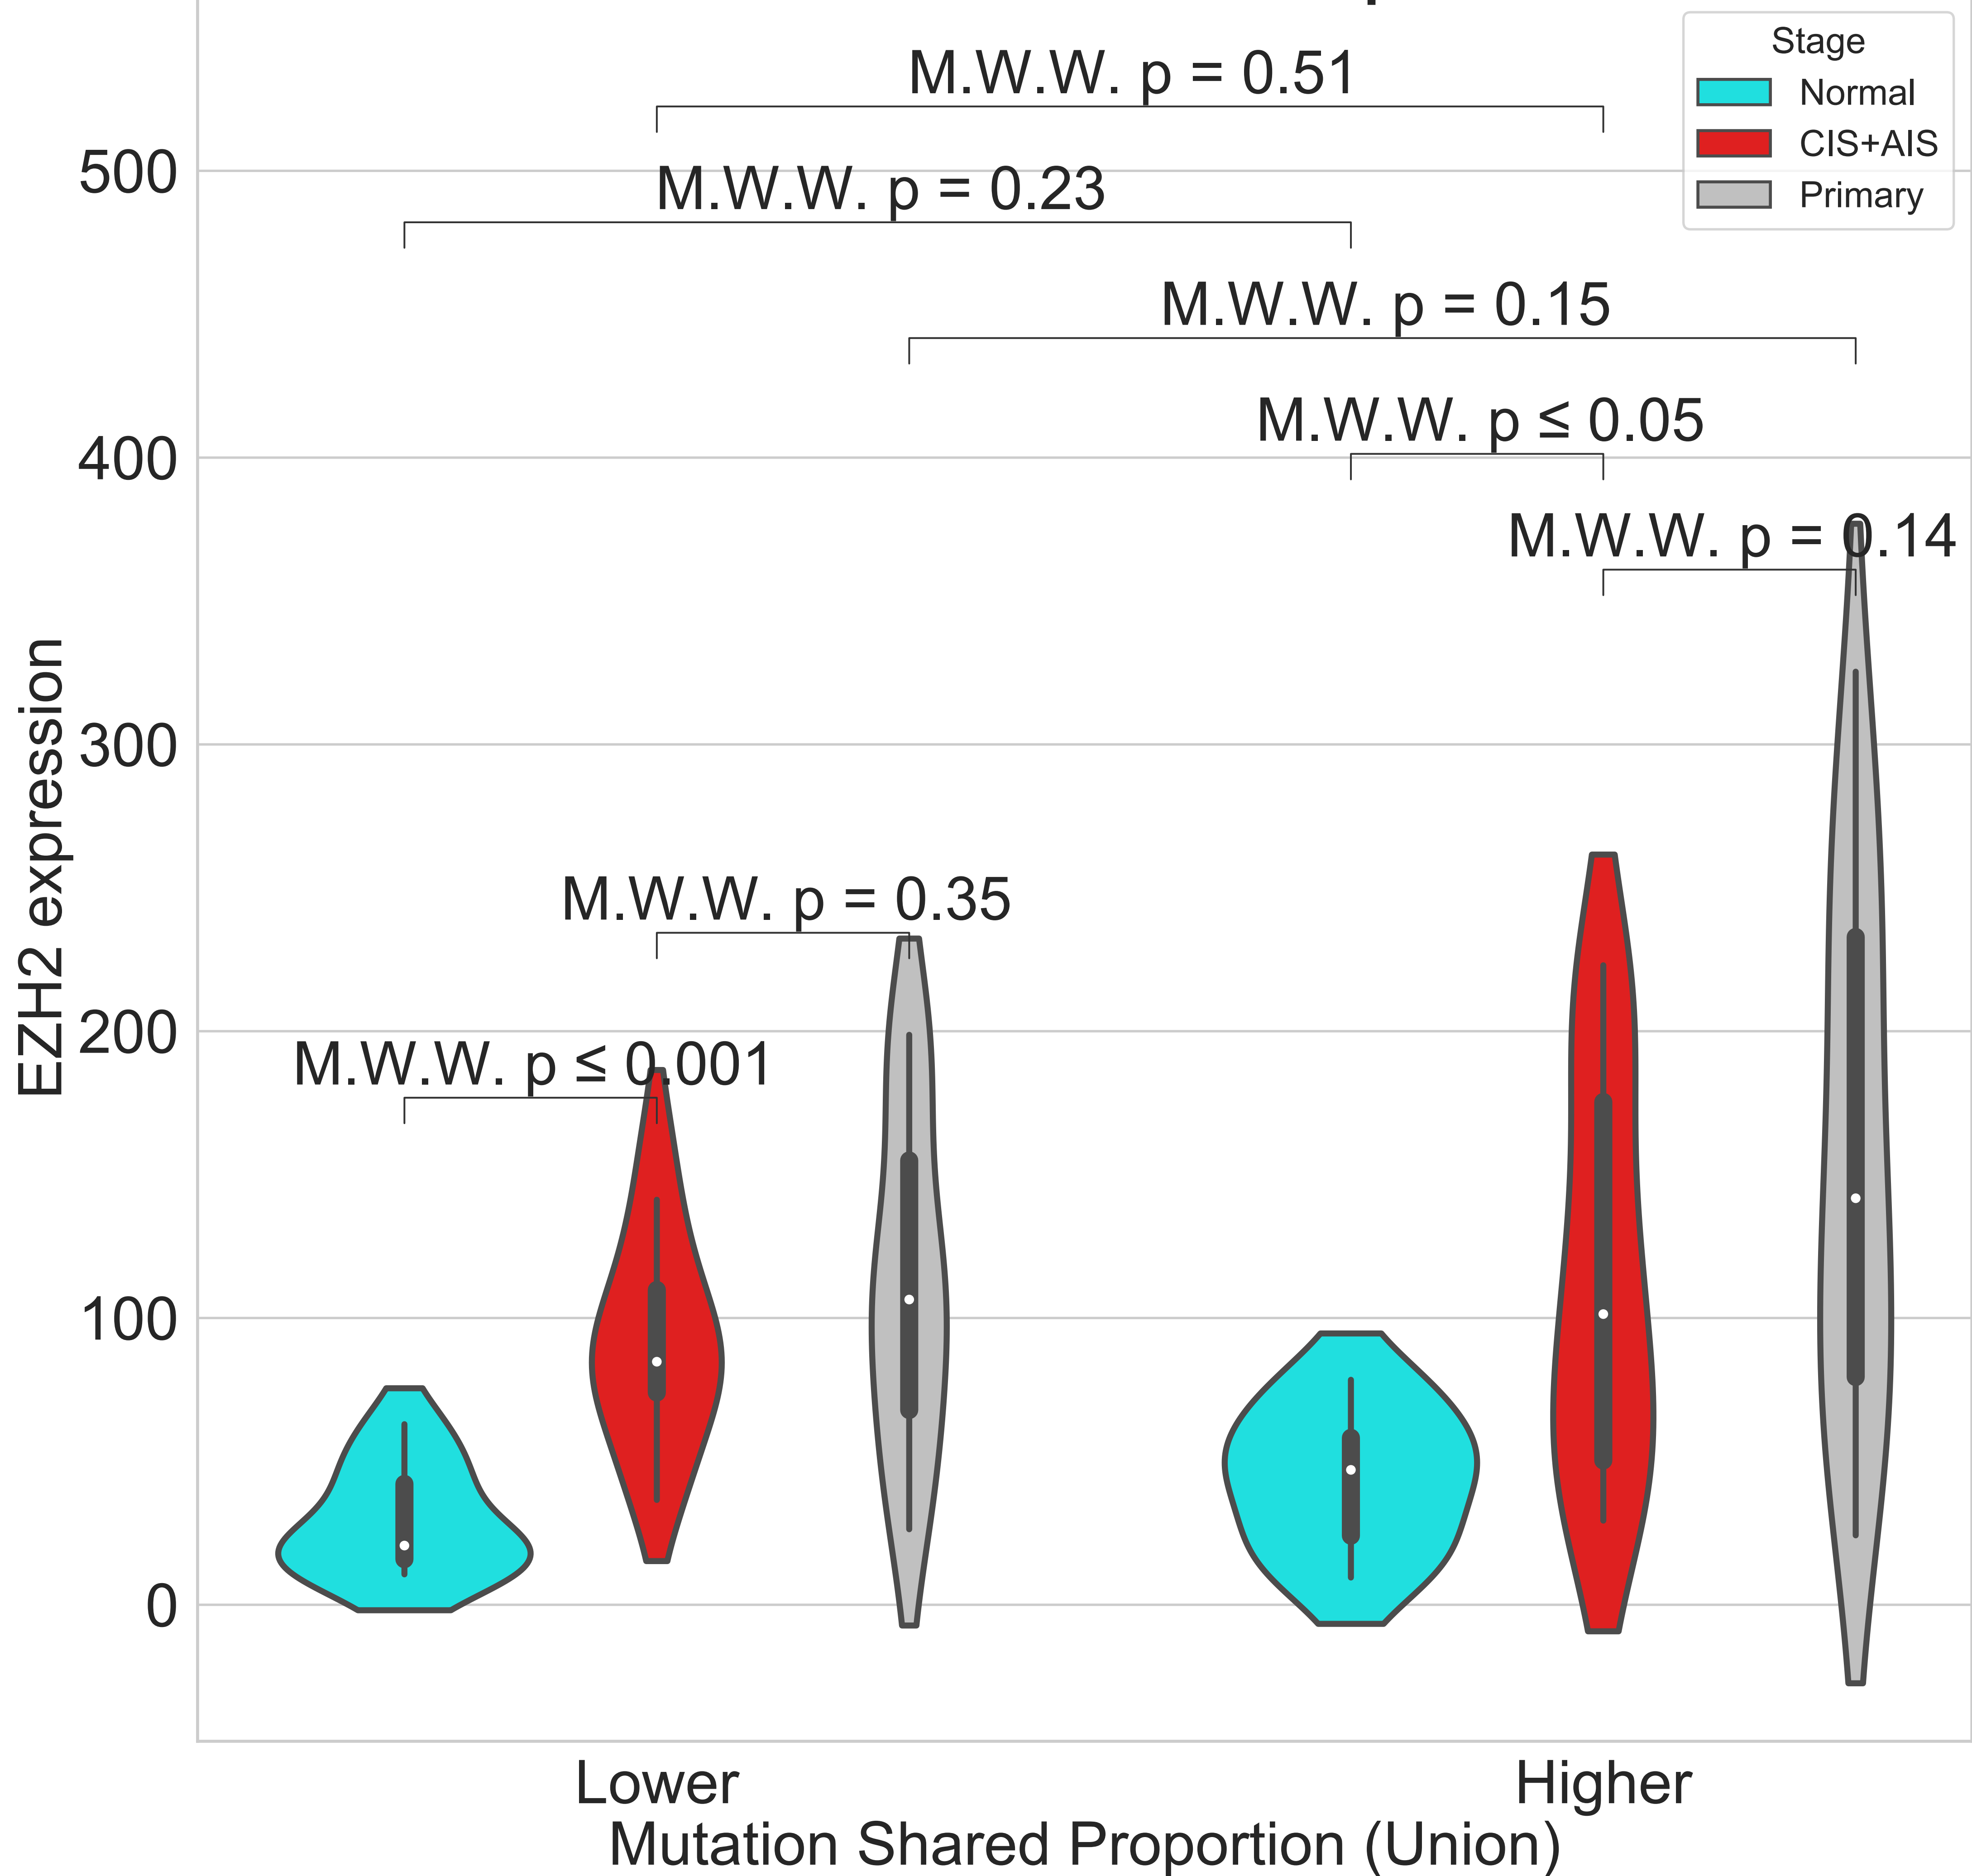 M.W.W. p = 0.51
Stage
Normal
CIS+AIS
Primary
500
M.W.W. p = 0.23
M.W.W. p = 0.15
M.W.W. p ≤ 0.05
400
M.W.W. p = 0.14
300
EZH2 expression
M.W.W. p = 0.35
200
M.W.W. p ≤ 0.001
100
0
Lower
Higher
Mutation Shared Proportion (Union)